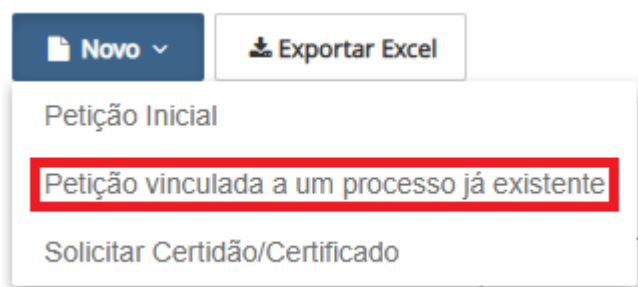 Novo
Exportar Excel
Petição Inicial
Petição vinculada a um processo já existente
Solicitar Certidão/Certificado